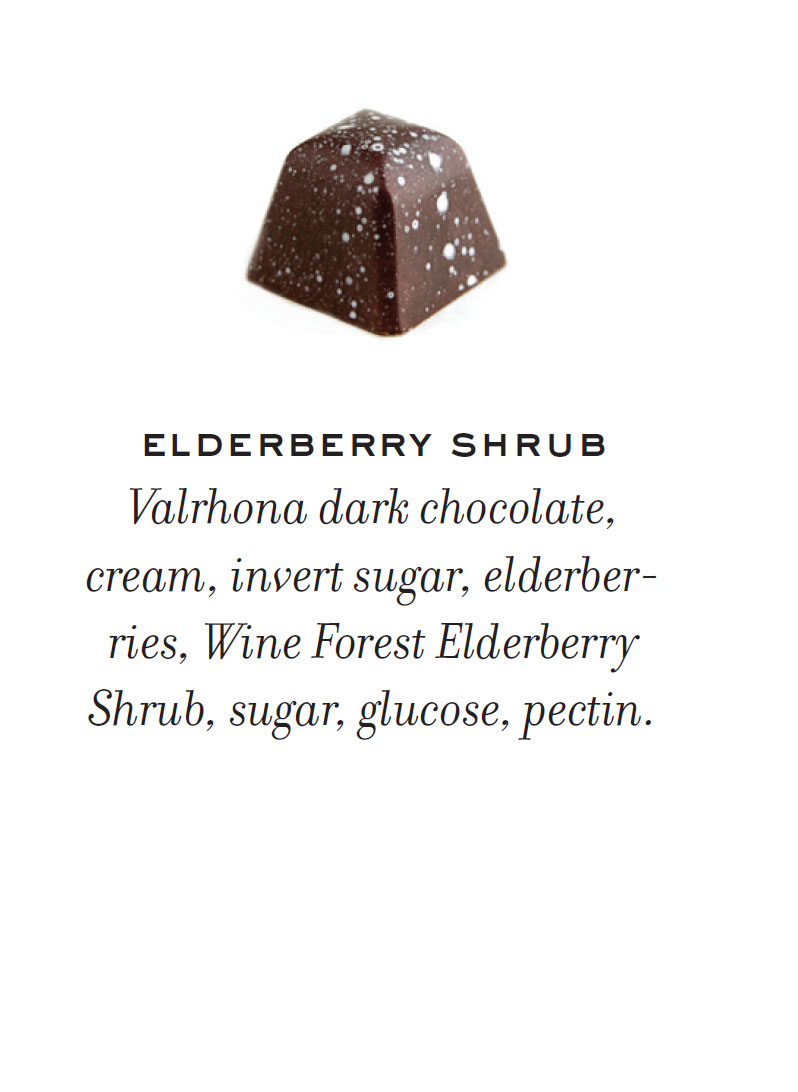 ELDERBERRY SHRUB
Valrhona dark chocolate,
cream, invert sugar, elderber-
ries, Wine Forest Elderberry
Shrub, sugar, glucose, pectin.